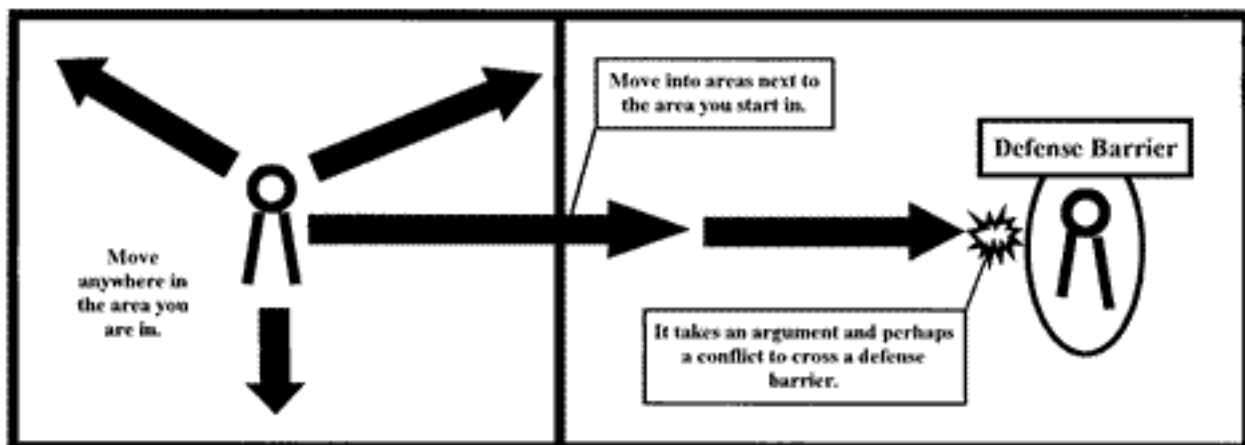 Move
anywhere in
the area you
are in.
Move into areas next to
the area you start in.
Defense Barrier
It takes an argument and perhaps
a conflict to cross a defense
barrier.